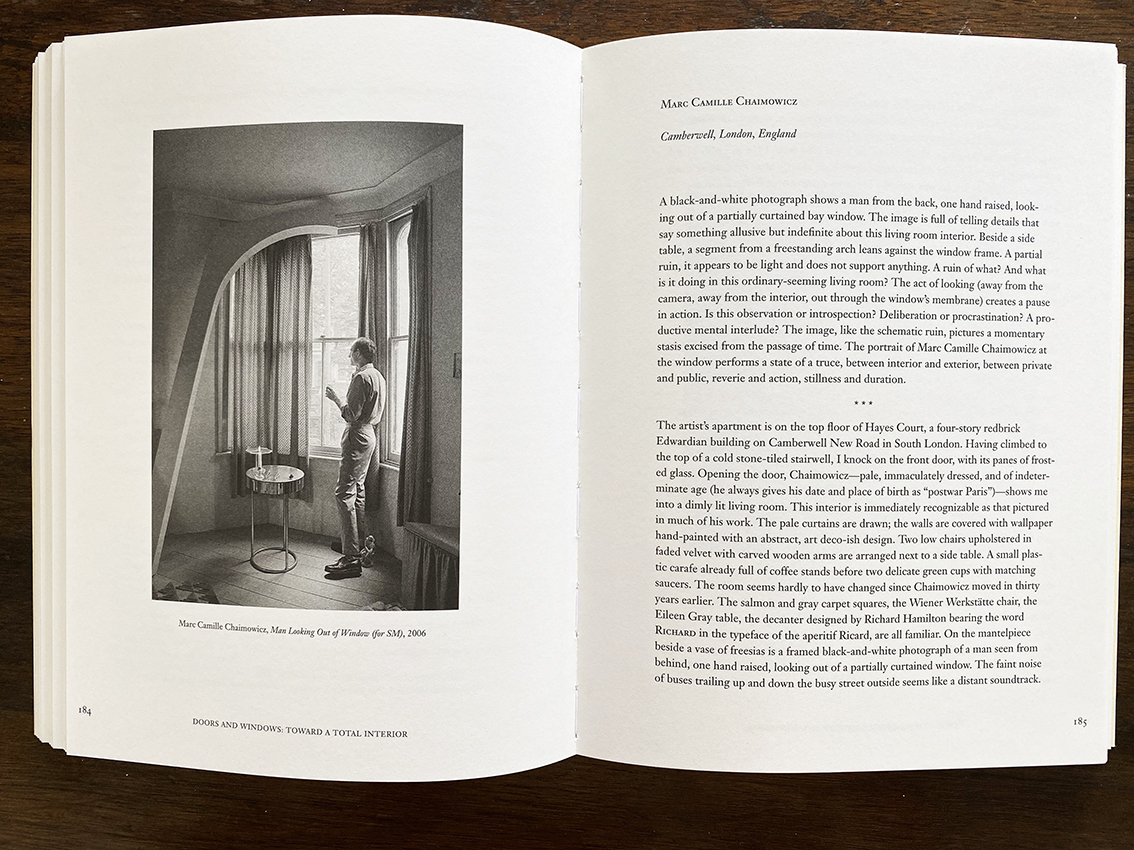 Marc Camille Chaimowicz, Man Looking Out of Window (for SM), 2006
184
DOORS AND WINDOWS: TOWARD A TOTAL INTERIOR
Marc Camille Chaimowicz
Camberwell, London, England
A black-and-white photograph shows a man from the back, one hand raised, look-
ing out of a partially curtained bay window. The image is full of telling details that
say something allusive but indefinite about this living room interior. Beside a side
table, a segment from a freestanding arch leans against the window frame. A partial
ruin, it appears to be light and does not support anything. A ruin of what? And what
is it doing in this ordinary-seeming living room? The act of looking (away from the
camera, away from the interior, out through the window's membrane) creates a pause
in action. Is this observation or introspection? Deliberation or procrastination? A pro-
ductive mental interlude? The image, like the schematic ruin, pictures a momentary
stasis excised from the passage of time. The portrait of Marc Camille Chaimowicz at
the window performs a state of a truce, between interior and exterior, between private
and public, reverie and action, stillness and duration.
***
The artist's apartment is on the top floor of Hayes Court, a four-story redbrick
Edwardian building on Camberwell New Road in South London. Having climbed to
the top of a cold stone-tiled stairwell, I knock on the front door, with its panes of frost-
ed glass. Opening the door, Chaimowicz—pale, immaculately dressed, and of indeter-
minate age (he always gives his date and place of birth as "postwar Paris")—shows me
into a dimly lit living room. This interior is immediately recognizable as that pictured
in much of his work. The pale curtains are drawn; the walls are covered with wallpaper
hand-painted with an abstract, art deco-ish design. Two low chairs upholstered in
faded velvet with carved wooden arms are arranged next to a side table. A small plas-
tic carafe already full of coffee stands before two delicate green cups with matching
saucers. The room seems hardly to have changed since Chaimowicz moved in thirty
years earlier. The salmon and gray carpet squares, the Wiener Werkstätte chair, the
Eileen Gray table, the decanter designed by Richard Hamilton bearing the word
Richard in the typeface of the aperitif Ricard, are all familiar. On the mantelpiece
beside a vase of freesias is a framed black-and-white photograph of a man seen from
behind, one hand raised, looking out of a partially curtained window. The faint noise
of buses trailing up and down the busy street outside seems like a distant soundtrack.
185